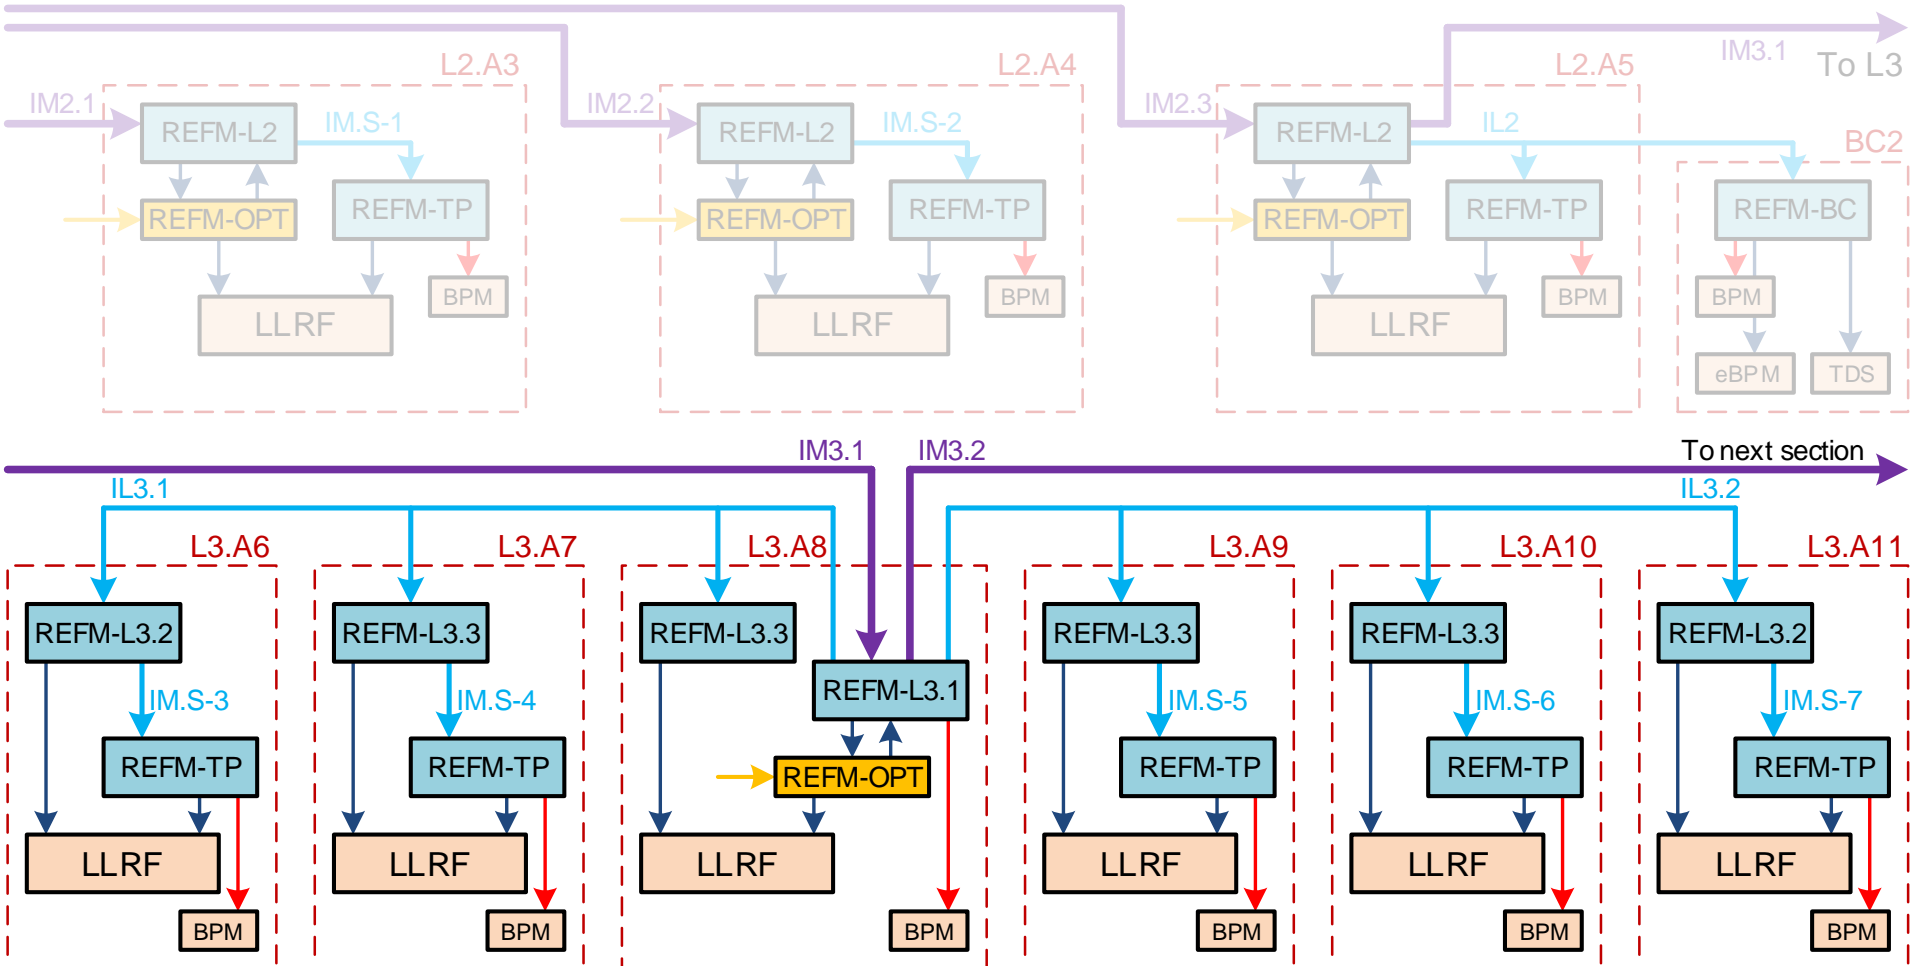 L2.A3
L2.A4
L2.A5
IM3.1
To L3
IM2.1
REFM-L2
IM.S-1
IM2.2
REFM-L2
IM.S-2
IM2.3
REFM-L2
IL2
BC2
REFM-OPT
REFM-TP
REFM-OPT
REFM-TP
REFM-OPT
REFM-TP
REFM-BC
BPM
BPM
BPM
BPM
LLRF
LLRF
LLRF
eBPM
TDS
IM3.1
IM3.2
To next section
IL3.1
IL3.2
L3.A6
L3.A7
L3.A8
L3.A9
L3.A10
L3.A11
REFM-L3.2
REFM-L3.3
REFM-L3.3
REFM-L3.3
REFM-L3.3
REFM-L3.2
REFM-L3.1
IM.S-3
IM.S-4
IM.S-5
IM.S-6
IM.S-7
REFM-TP
REFM-TP
REFM-OPT
REFM-TP
REFM-TP
REFM-TP
LLRF
LLRF
LLRF
LLRF
LLRF
LLRF
BPM
BPM
BPM
BPM
BPM
BPM